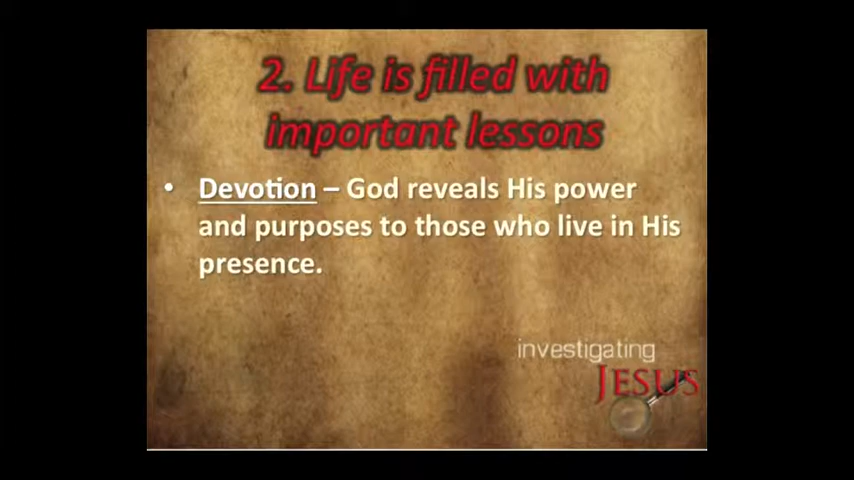 2. Life is filled with
important lessons
• Devotion – God reveals His power
and purposes to those who live in His
presence.
investigating
JESUS